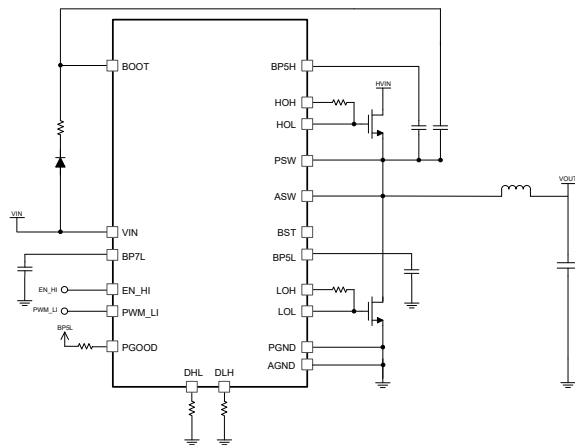 BOOT
BP5H
HVIN
HOH
HOL
PSW
VOUT
ASW
VIN
VIN
BST
BP7L
BP5L
EN_HI
EN_HI
LOH
PWM_LI
PWM_LI
LOL
BP5L
PGOOD
PGND
AGND
DHL
DLH